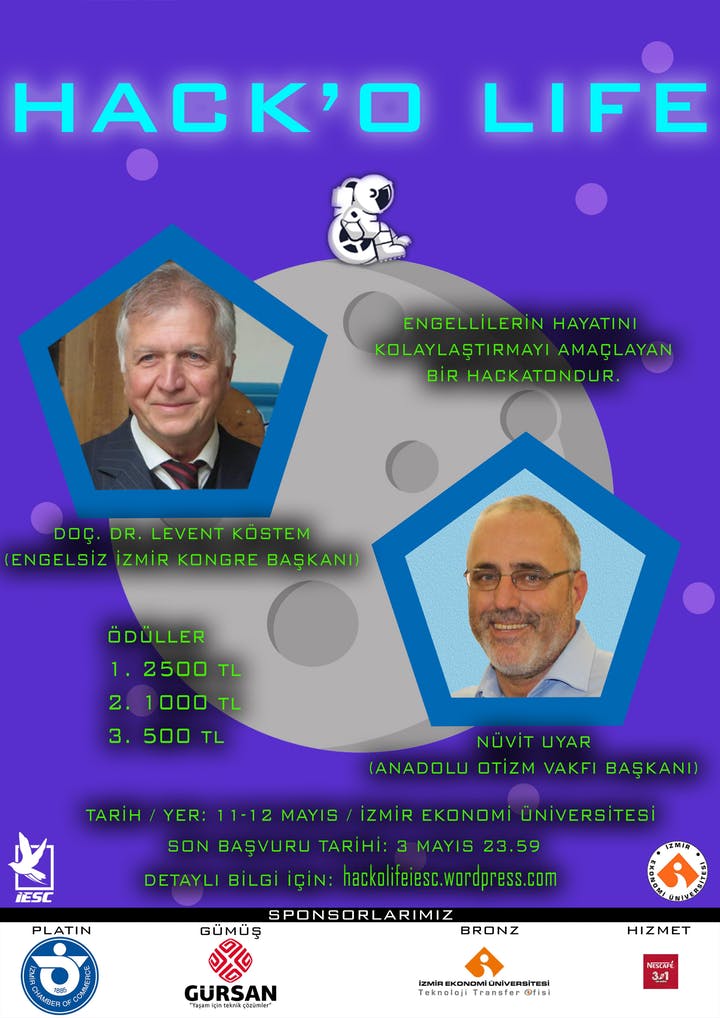 HACK'O LIFE
ENGELLİLERİN HAYATINI
KOLAYLAŞTIRMAYI AMAÇLAYAN
BİR HACKATONDUR.
DOÇ. DR. LEVENT KÖSTEM
(ENGELSİZ İZMİR KONGRE BAŞKANI)
ÖDÜLLER
1. 2500 TL
2. 1000 TL
3. 500 TL
NÜVİT UYAR
(ANADOLU OTİZM VAKFI BAŞKANI)
TARİH / YER: 11-12 MAYIS / İZMİR EKONOMİ ÜNİVERSİTESİ
SON BAŞVURU TARİHİ: 3 MAYIS 23.59
DETAYLI BİLGİ İÇİN: hackolifeiesc.wordpress.com
iESC
İZMİR EKONOMİ ÜNİVERSİTESİ
SPONSORLARIMIZ
PLATIN
GÜMÜŞ
BRONZ
HIZMET
IZMIR CHAMBER OF COMMERCE
1885
GÜRSAN
"Yaşam için teknik çözümler"
İZMİR EKONOMİ ÜNİVERSİTESİ
Teknoloji Transfer Ofisi
NESCAFÉ
3ü1